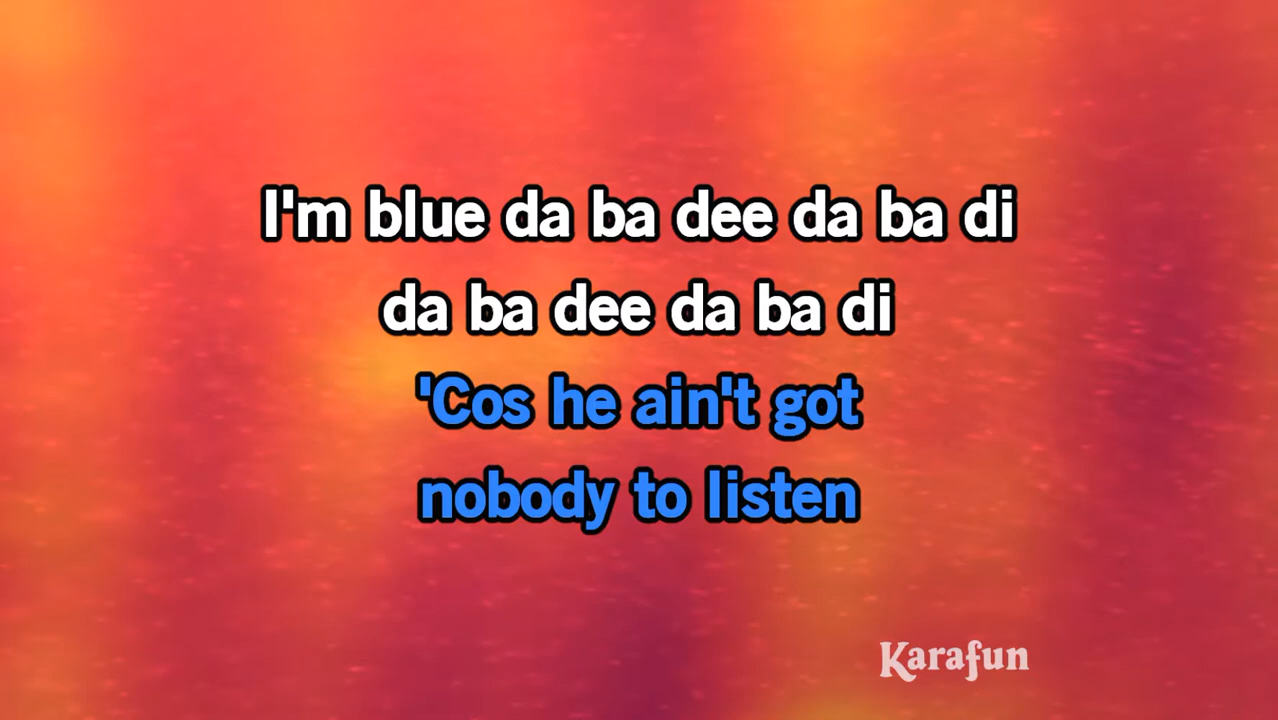 I'm blue da ba dee da ba di
da ba dee da ba di
'Cos he ain't got
nobody to listen
Karafun